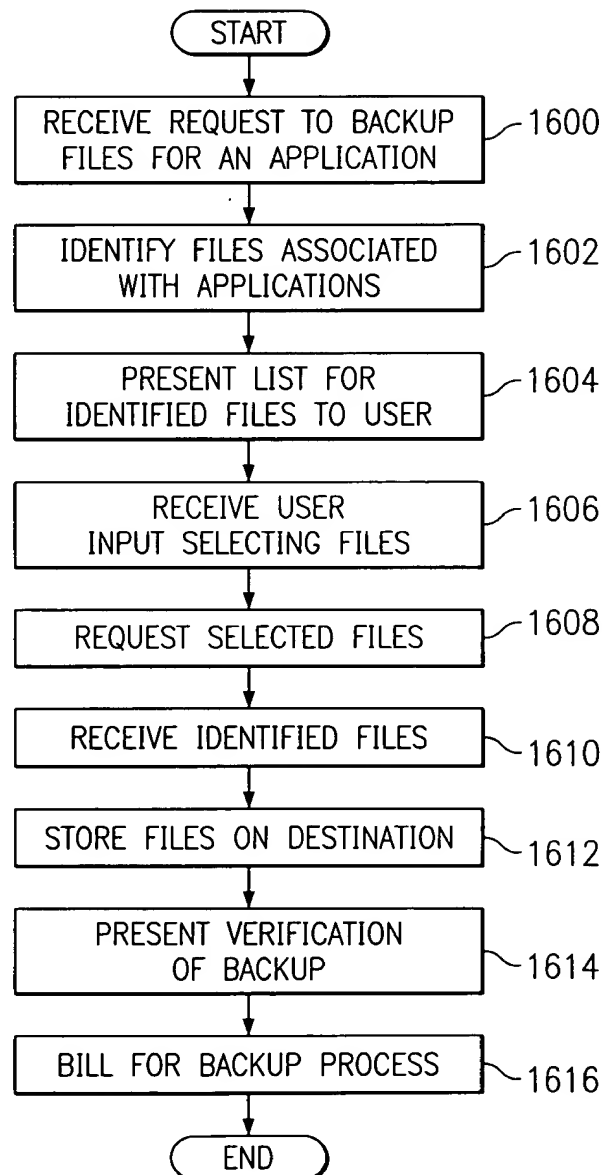 START
RECEIVE REQUEST TO BACKUP
FILES FOR AN APPLICATION
1600
IDENTIFY FILES ASSOCIATED
WITH APPLICATIONS
1602
PRESENT LIST FOR
IDENTIFIED FILES TO USER
1604
RECEIVE USER
INPUT SELECTING FILES
1606
REQUEST SELECTED FILES
1608
RECEIVE IDENTIFIED FILES
1610
STORE FILES ON DESTINATION
1612
PRESENT VERIFICATION
OF BACKUP
1614
BILL FOR BACKUP PROCESS
1616
END